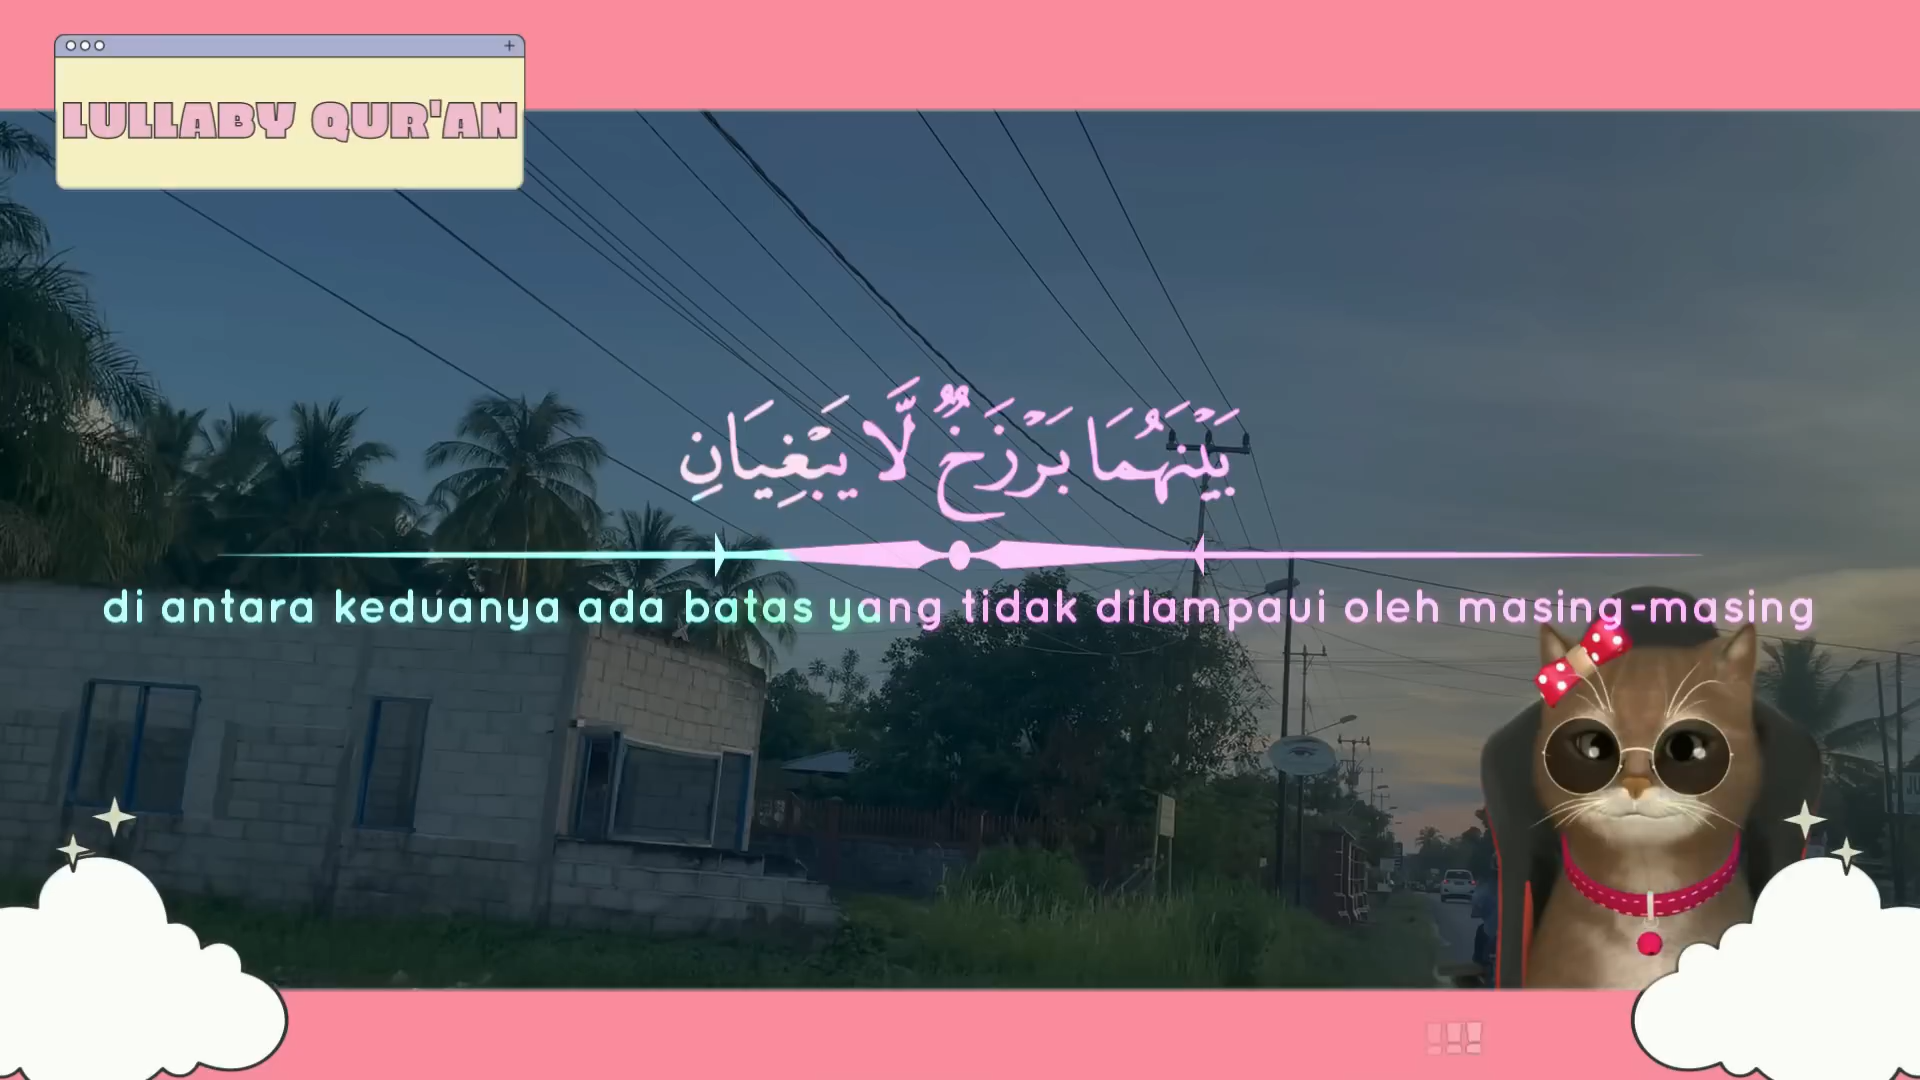 LULLABY QUR'AN
بَيْنَهُمَا بَرْزَخٌ لَّا يَبْغِيَانِ
di antara keduanya ada batas yang tidak dilampaui oleh masing-masing
!!!